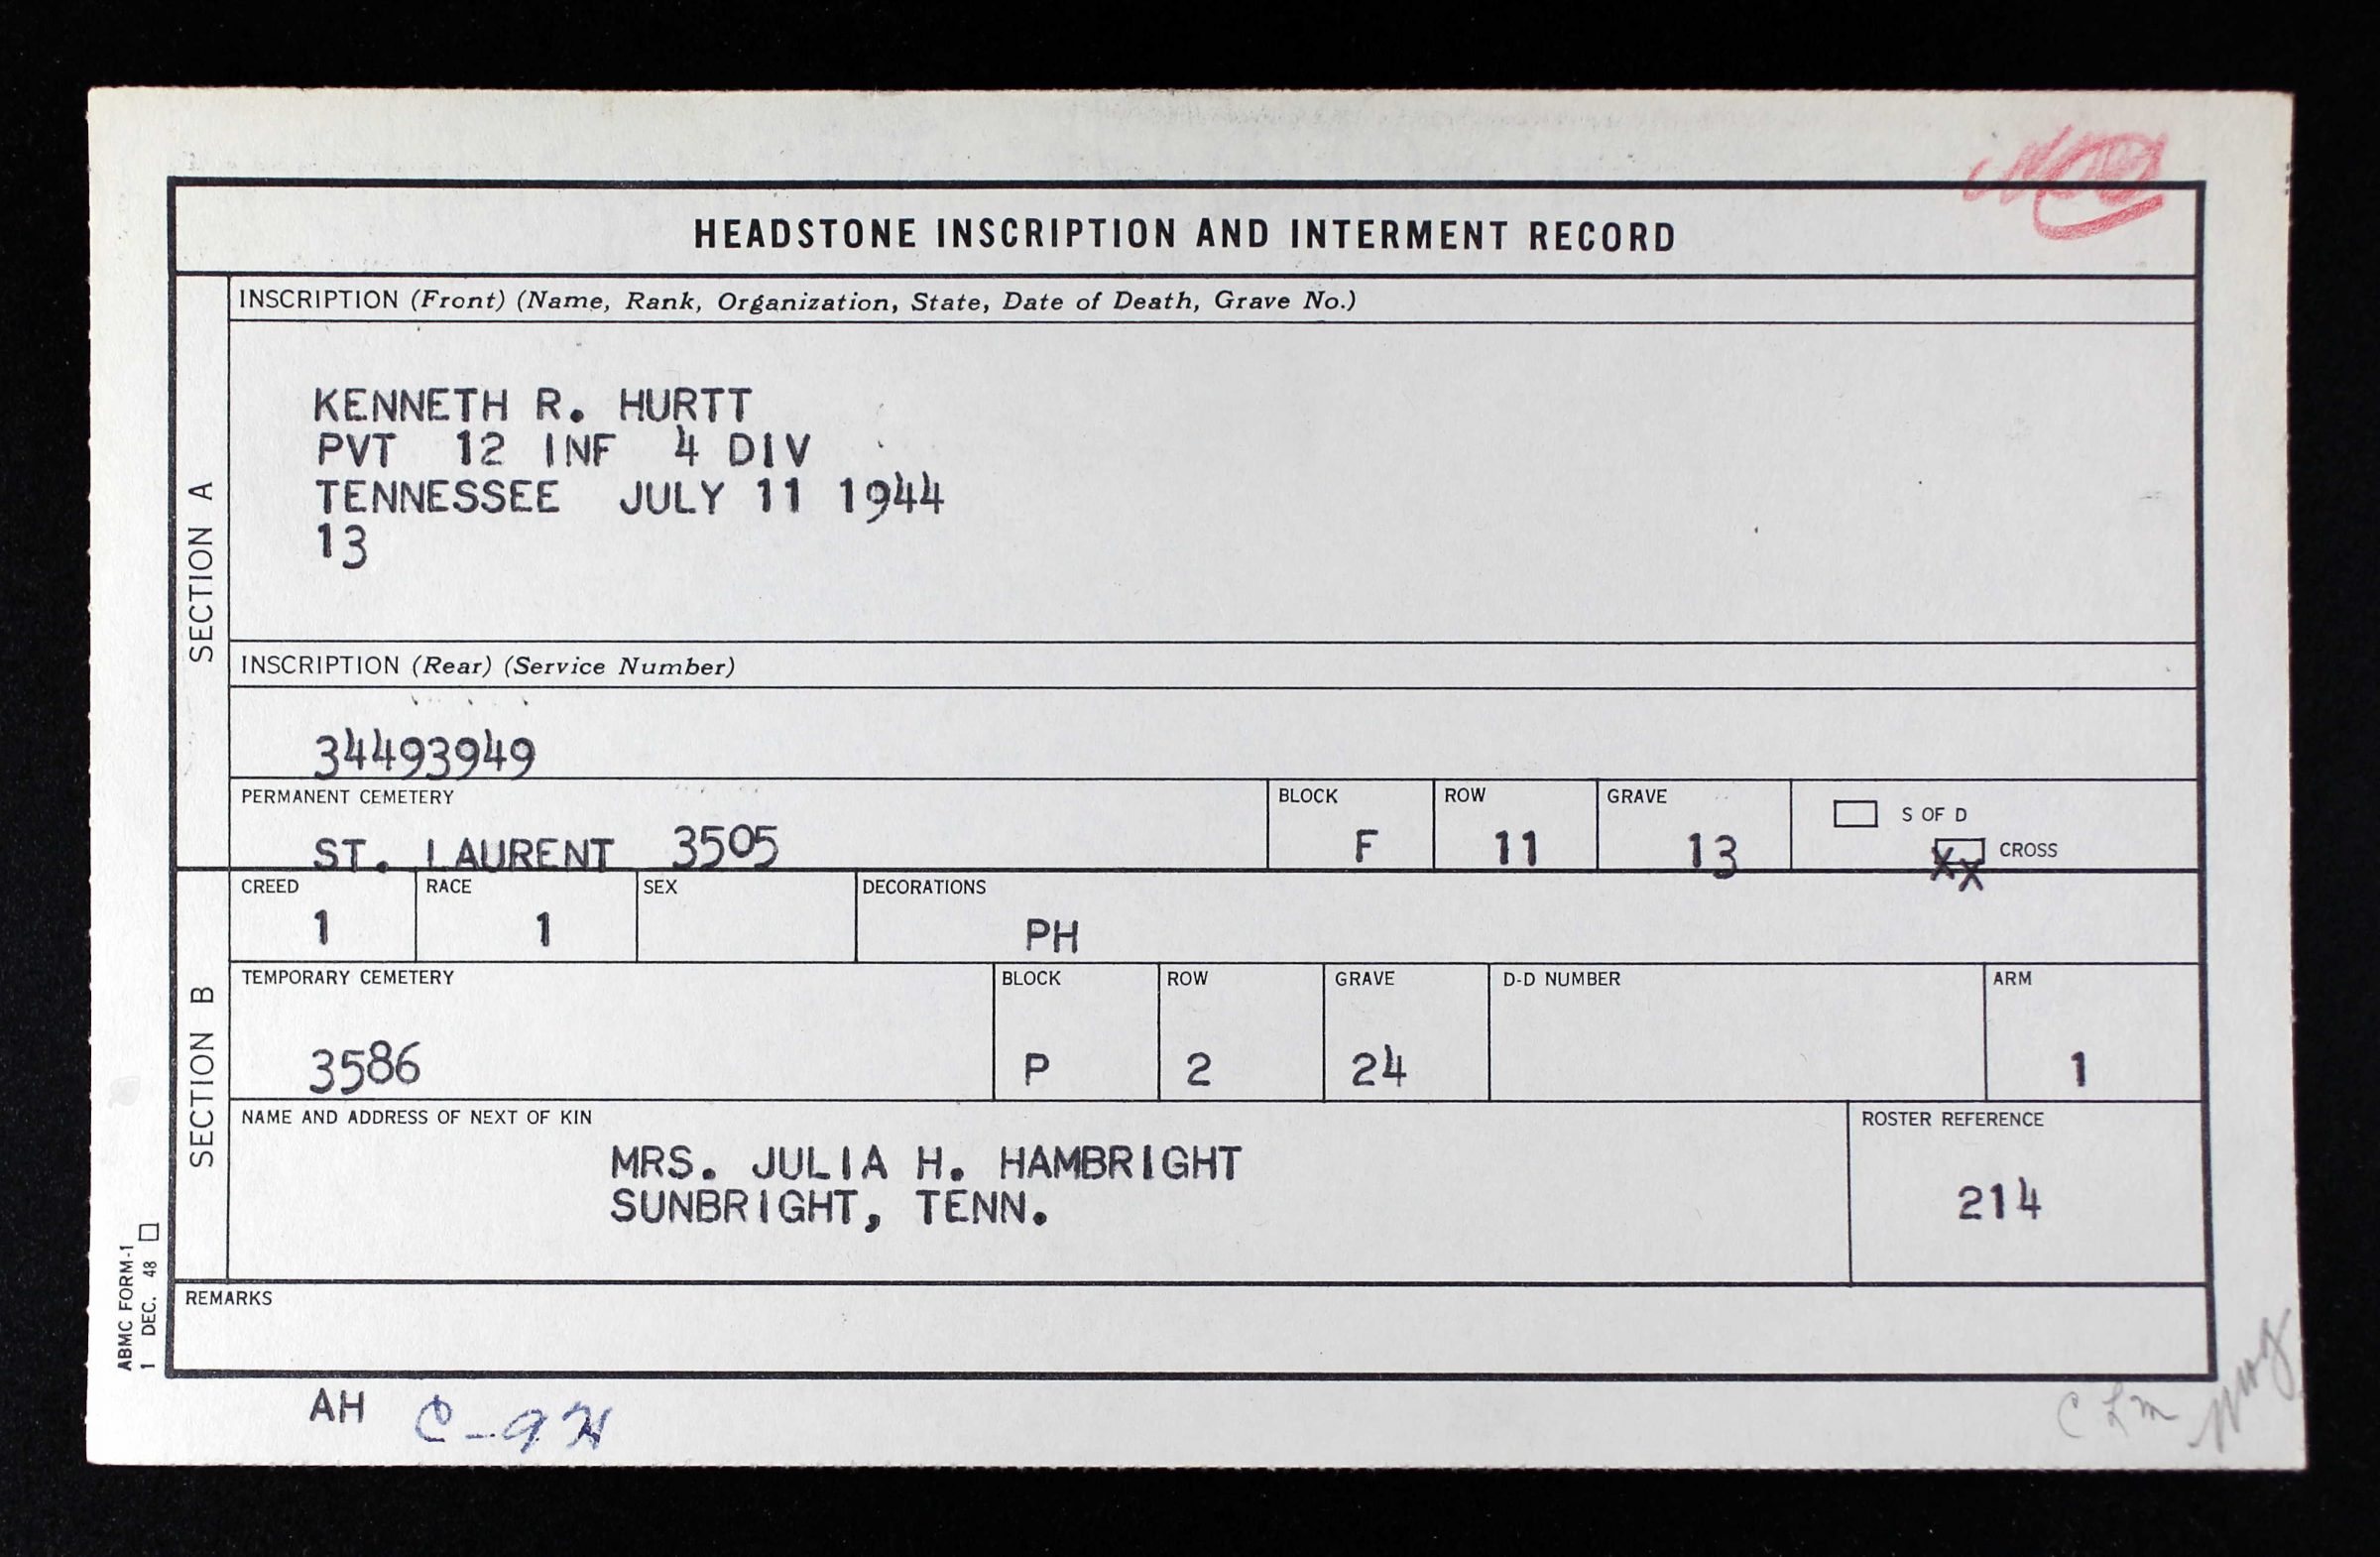 HEADSTONE INSCRIPTION AND INTERMENT RECORD
SECTION A
INSCRIPTION (Front) (Name, Rank, Organization, State, Date of Death, Grave No.)
KENNETH R. HURTT
PVT 12 INF 4 DIV
TENNESSEE JULY 11 1944
13
INSCRIPTION (Rear) (Service Number)
34493949
PERMANENT CEMETERY BLOCK ROW GRAVE
ST. LAURENT 3505 F 11 13
S OF D
XX CROSS
SECTION B
CREED RACE SEX DECORATIONS
1 1 PH
TEMPORARY CEMETERY BLOCK ROW GRAVE D-D NUMBER ARM
3586 P 2 24 1
NAME AND ADDRESS OF NEXT OF KIN ROSTER REFERENCE
MRS. JULIA H. HAMBRIGHT
SUNBRIGHT, TENN.
214
REMARKS
ABMC FORM-1
1 DEC. 48
AH